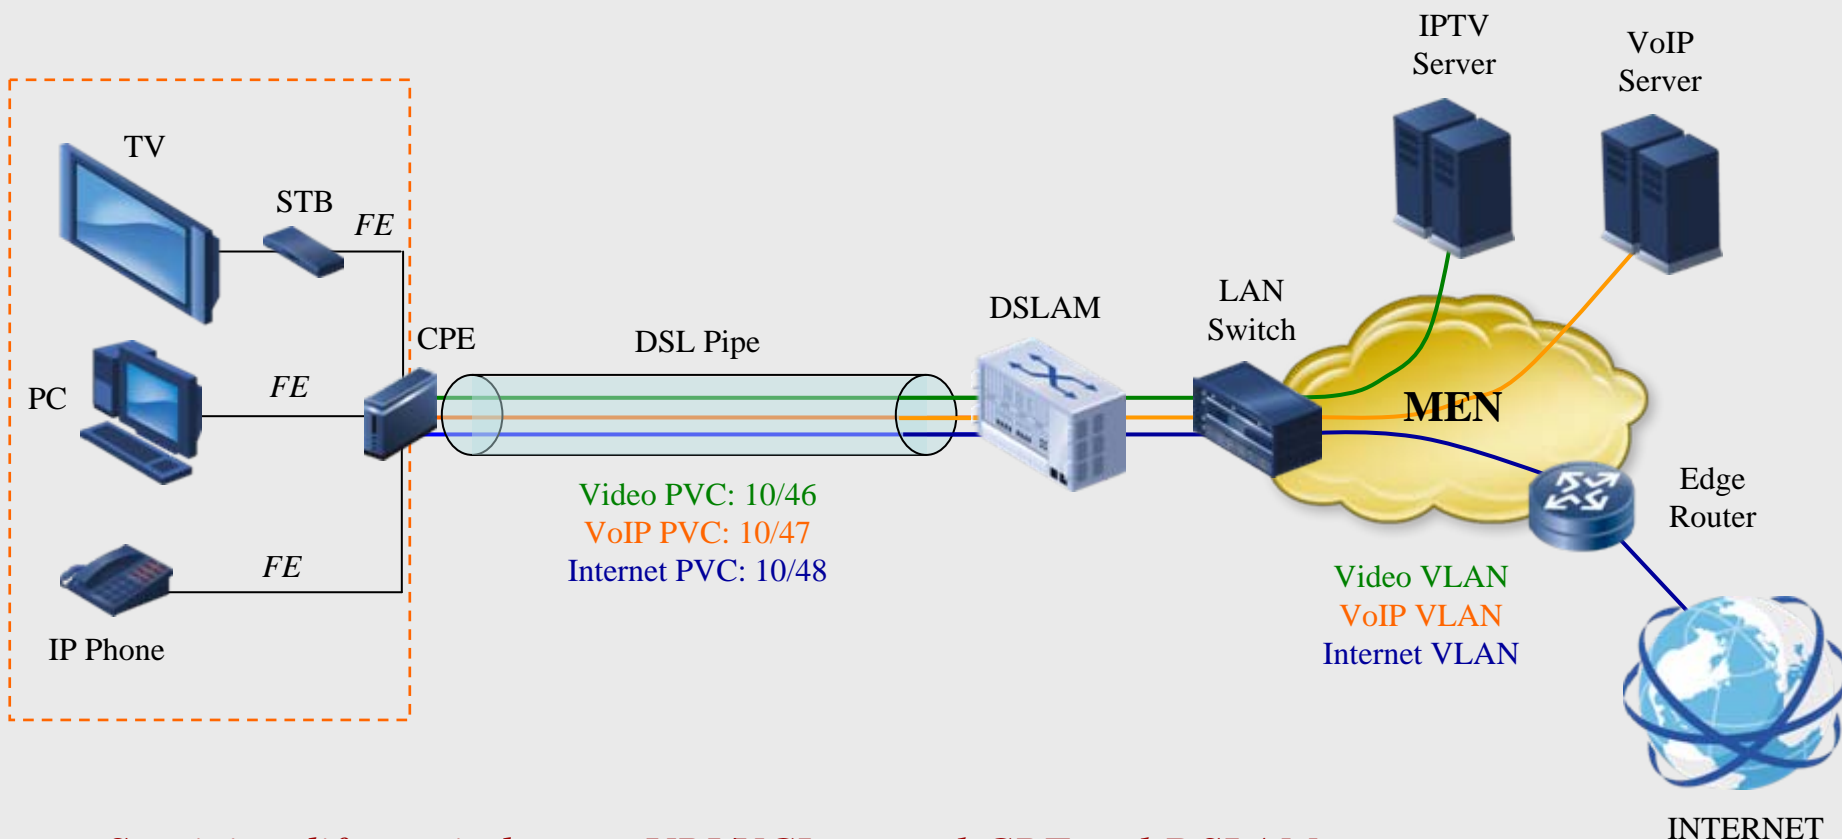 IPTV
Server
VoIP
Server
TV
STB
FE
LAN
Switch
DSLAM
CPE
DSL Pipe
PC
FE
MEN
Video PVC: 10/46
VoIP PVC: 10/47
Internet PVC: 10/48
Edge
Router
FE
Video VLAN
VoIP VLAN
Internet VLAN
IP Phone
INTERNET